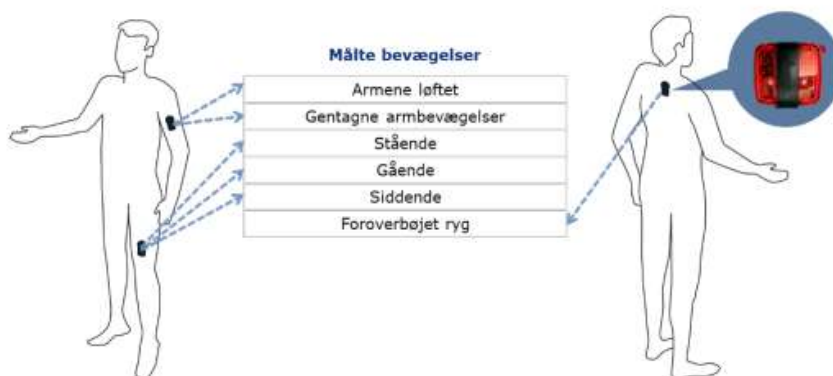 Målte bevægelser
Armene løftet
Gentagne armbevægelser
Stående
Gående
Siddende
Foroverbøjet ryg